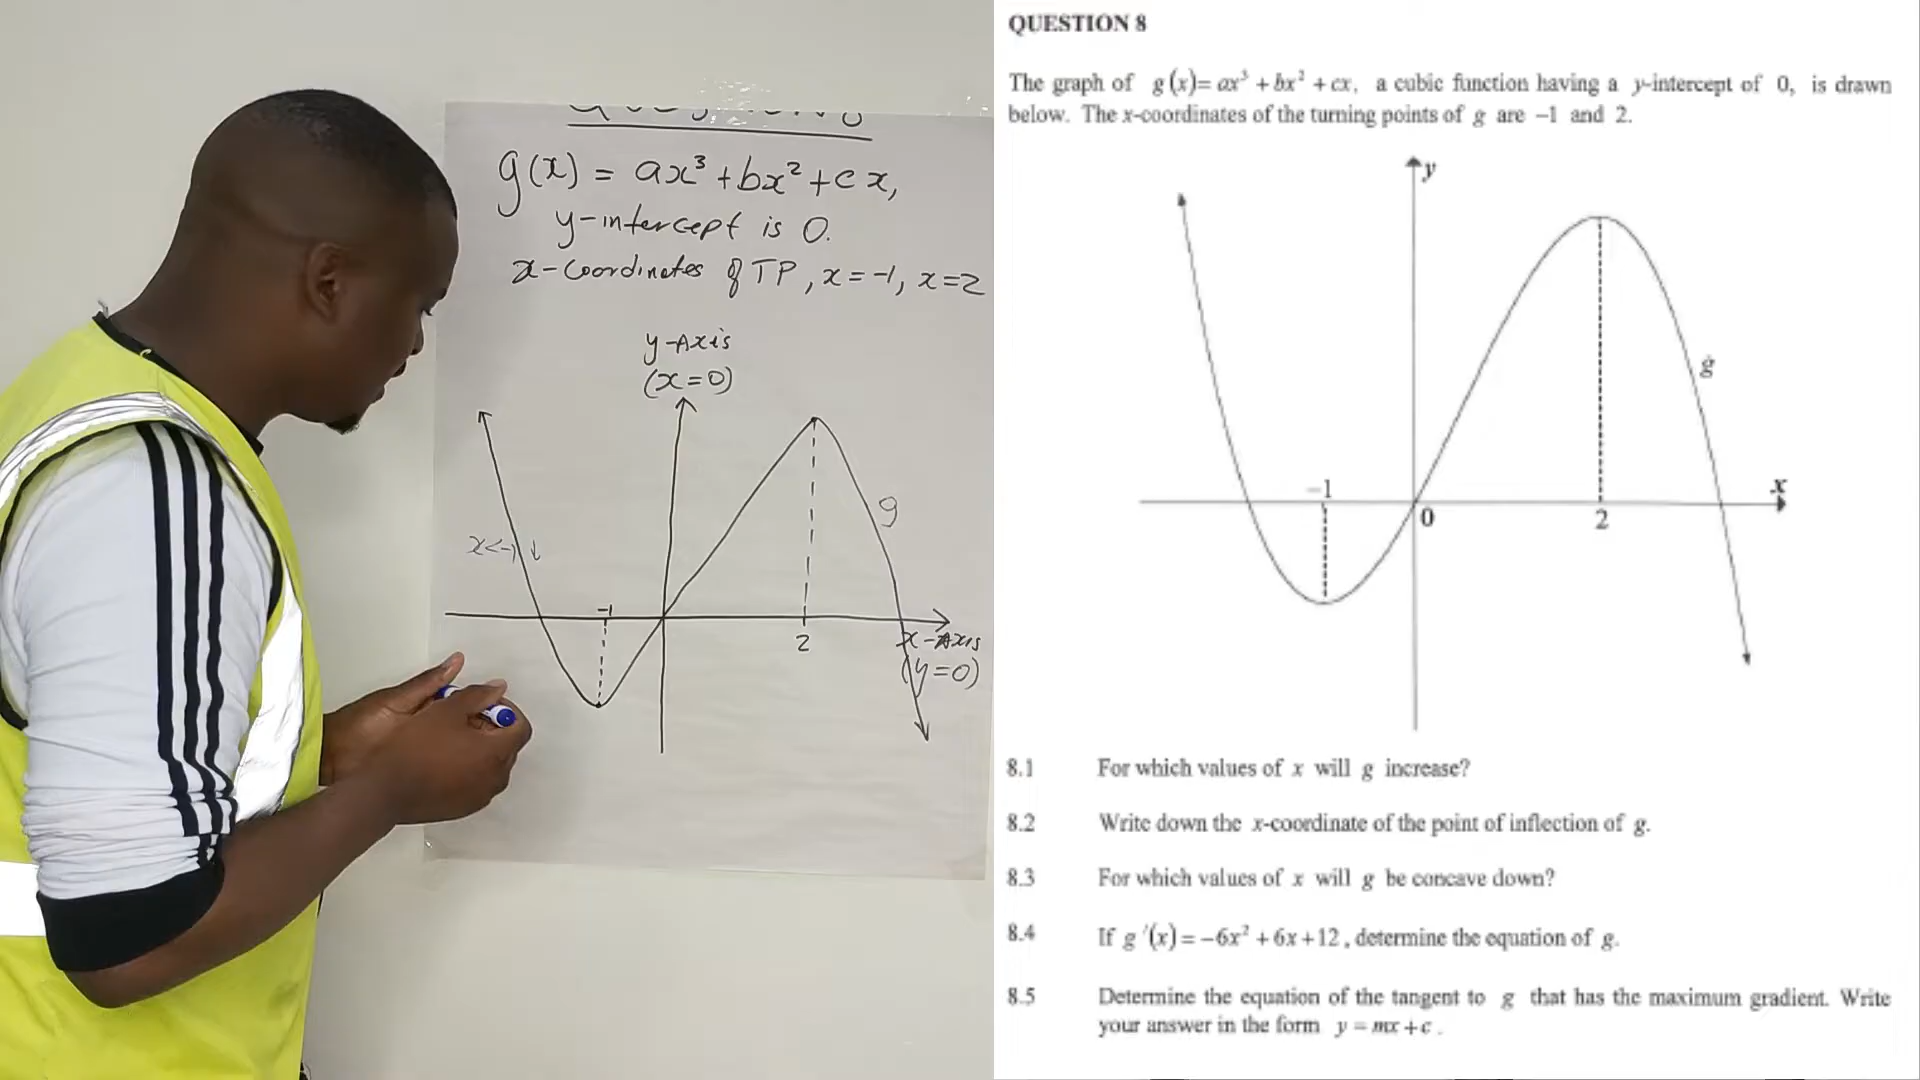 g(x) = ax³ + bx² + cx,
y-intercept is 0.
x-coordinates of TP, x = -1, x = 2
y-Axis
(x = 0)
g
x < -1 ↓
-1
2
x-Axis
(y = 0)
QUESTION 8
The graph of g(x) = ax³ + bx² + cx, a cubic function having a y-intercept of 0, is drawn
below. The x-coordinates of the turning points of g are −1 and 2.
y
g
−1
x
0
2
8.1 For which values of x will g increase?
8.2 Write down the x-coordinate of the point of inflection of g.
8.3 For which values of x will g be concave down?
8.4 If g ′(x) = −6x² + 6x + 12, determine the equation of g.
8.5 Determine the equation of the tangent to g that has the maximum gradient. Write
your answer in the form y = mx + c.